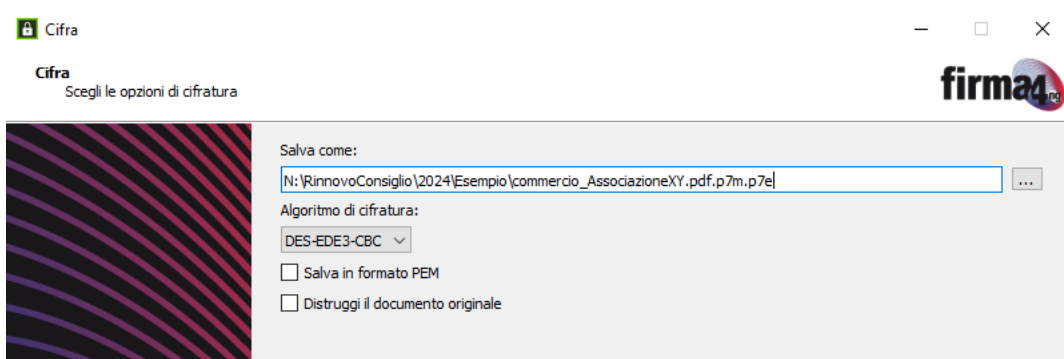 Cifra
Cifra
Scegli le opzioni di cifratura
firma4.ng
Salva come:
N:\RinnovoConsiglio\2024\Esempio\commercio_AssociazioneXY.pdf.p7m.p7e
...
Algoritmo di cifratura:
DES-EDE3-CBC
Salva in formato PEM
Distruggi il documento originale